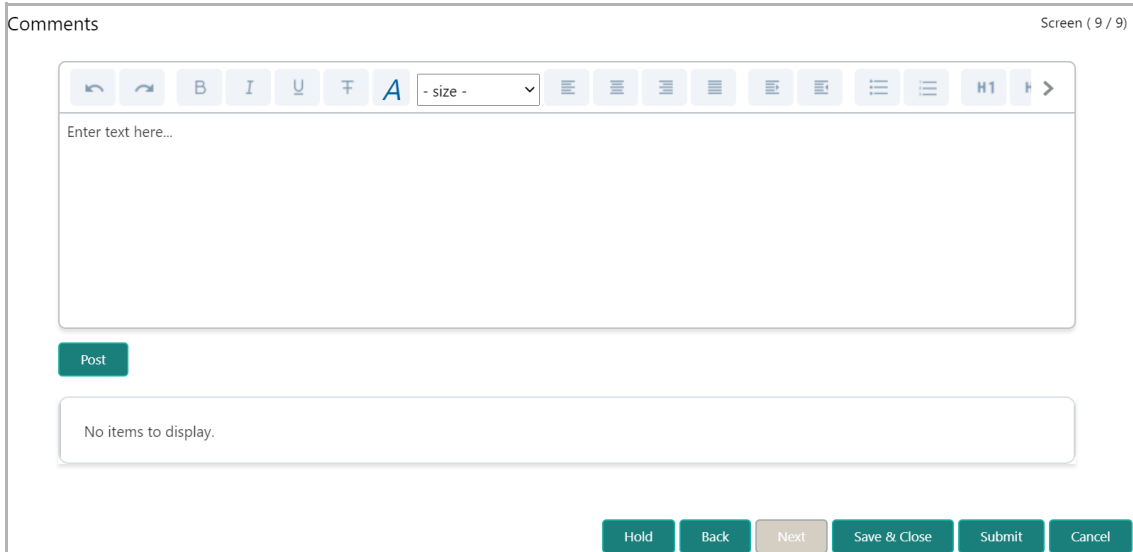 Comments
Screen ( 9 / 9)
B I U T A - size - H1 H
Enter text here...
Post
No items to display.
Hold Back Next Save & Close Submit Cancel